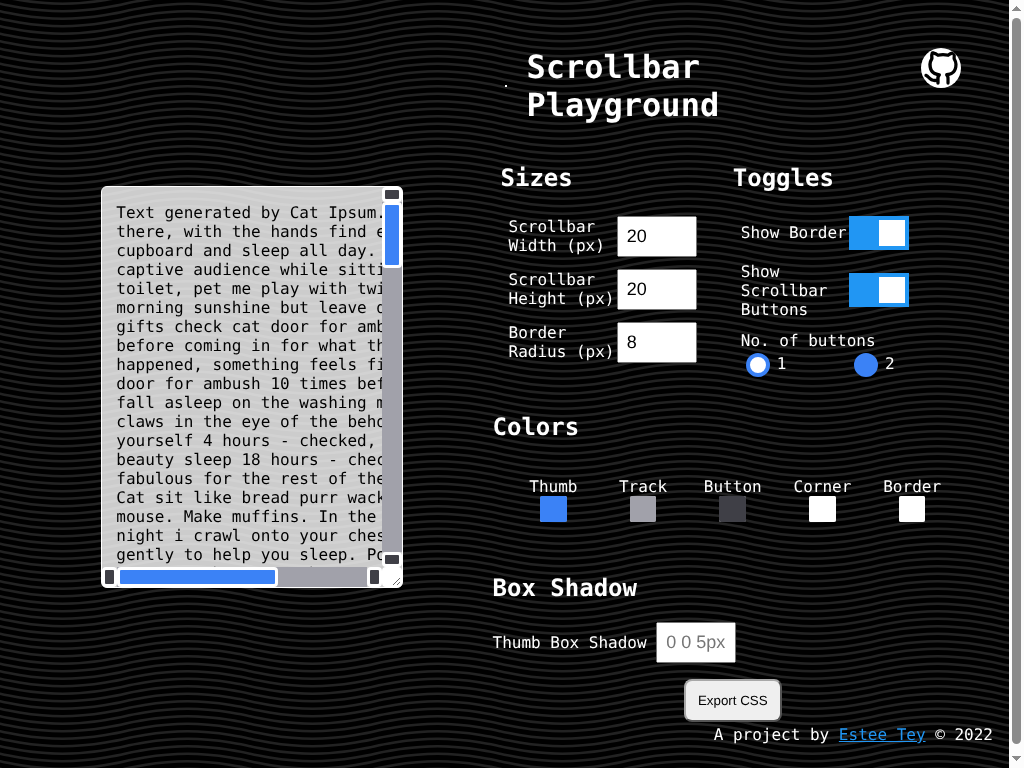 Scrollbar
Playground
Sizes
Scrollbar
Width (px)
20
Scrollbar
Height (px)
20
Border
Radius (px)
8
Toggles
Show Border
Show
Scrollbar
Buttons
No. of buttons
1
2
Text generated by Cat Ipsum.
there, with the hands find
cupboard and sleep all day.
captive audience while sitti
toilet, pet me play with twi
morning sunshine but leave
gifts check cat door for amb
before coming in for what th
happened, something feels fi
door for ambush 10 times bef
fall asleep on the washing
claws in the eye of the beho
yourself 4 hours - checked,
beauty sleep 18 hours - chec
fabulous for the rest of the
Cat sit like bread purr wack
mouse. Make muffins. In the
night i crawl onto your ches
gently to help you sleep. Po
Colors
Thumb
Track
Button
Corner
Border
Box Shadow
Thumb Box Shadow
0 0 5px
Export CSS
A project by Estee Tey © 2022